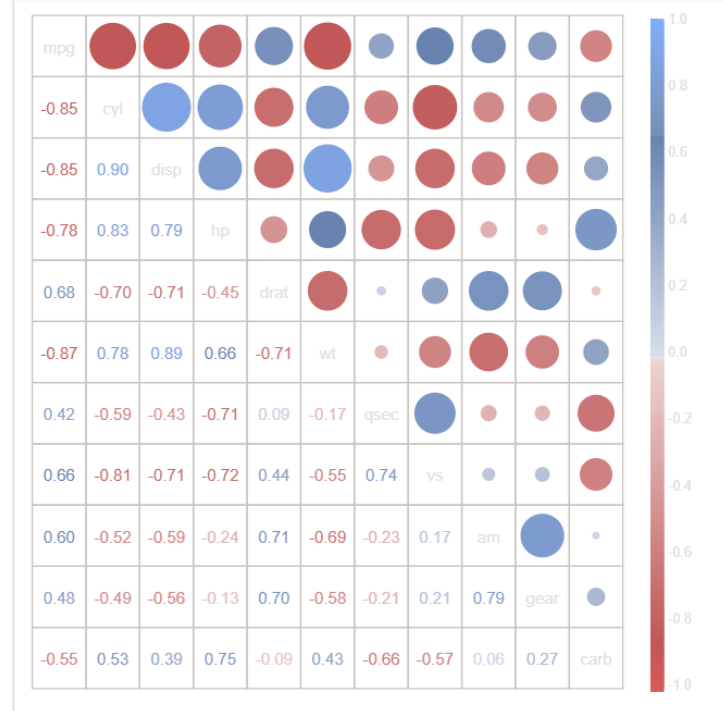 mpg
-0.85 cyl
-0.85 0.90 disp
-0.78 0.83 0.79 hp
0.68 -0.70 -0.71 -0.45 drat
-0.87 0.78 0.89 0.66 -0.71 wt
0.42 -0.59 -0.43 -0.71 0.09 -0.17 qsec
0.66 -0.81 -0.71 -0.72 0.44 -0.55 0.74 vs
0.60 -0.52 -0.59 -0.24 0.71 -0.69 -0.23 0.17 am
0.48 -0.49 -0.56 -0.13 0.70 -0.58 -0.21 0.21 0.79 gear
-0.55 0.53 0.39 0.75 -0.09 0.43 -0.66 -0.57 0.06 0.27 carb
1.0
0.8
0.6
0.4
0.2
0.0
-0.2
-0.4
-0.6
-0.8
-1.0